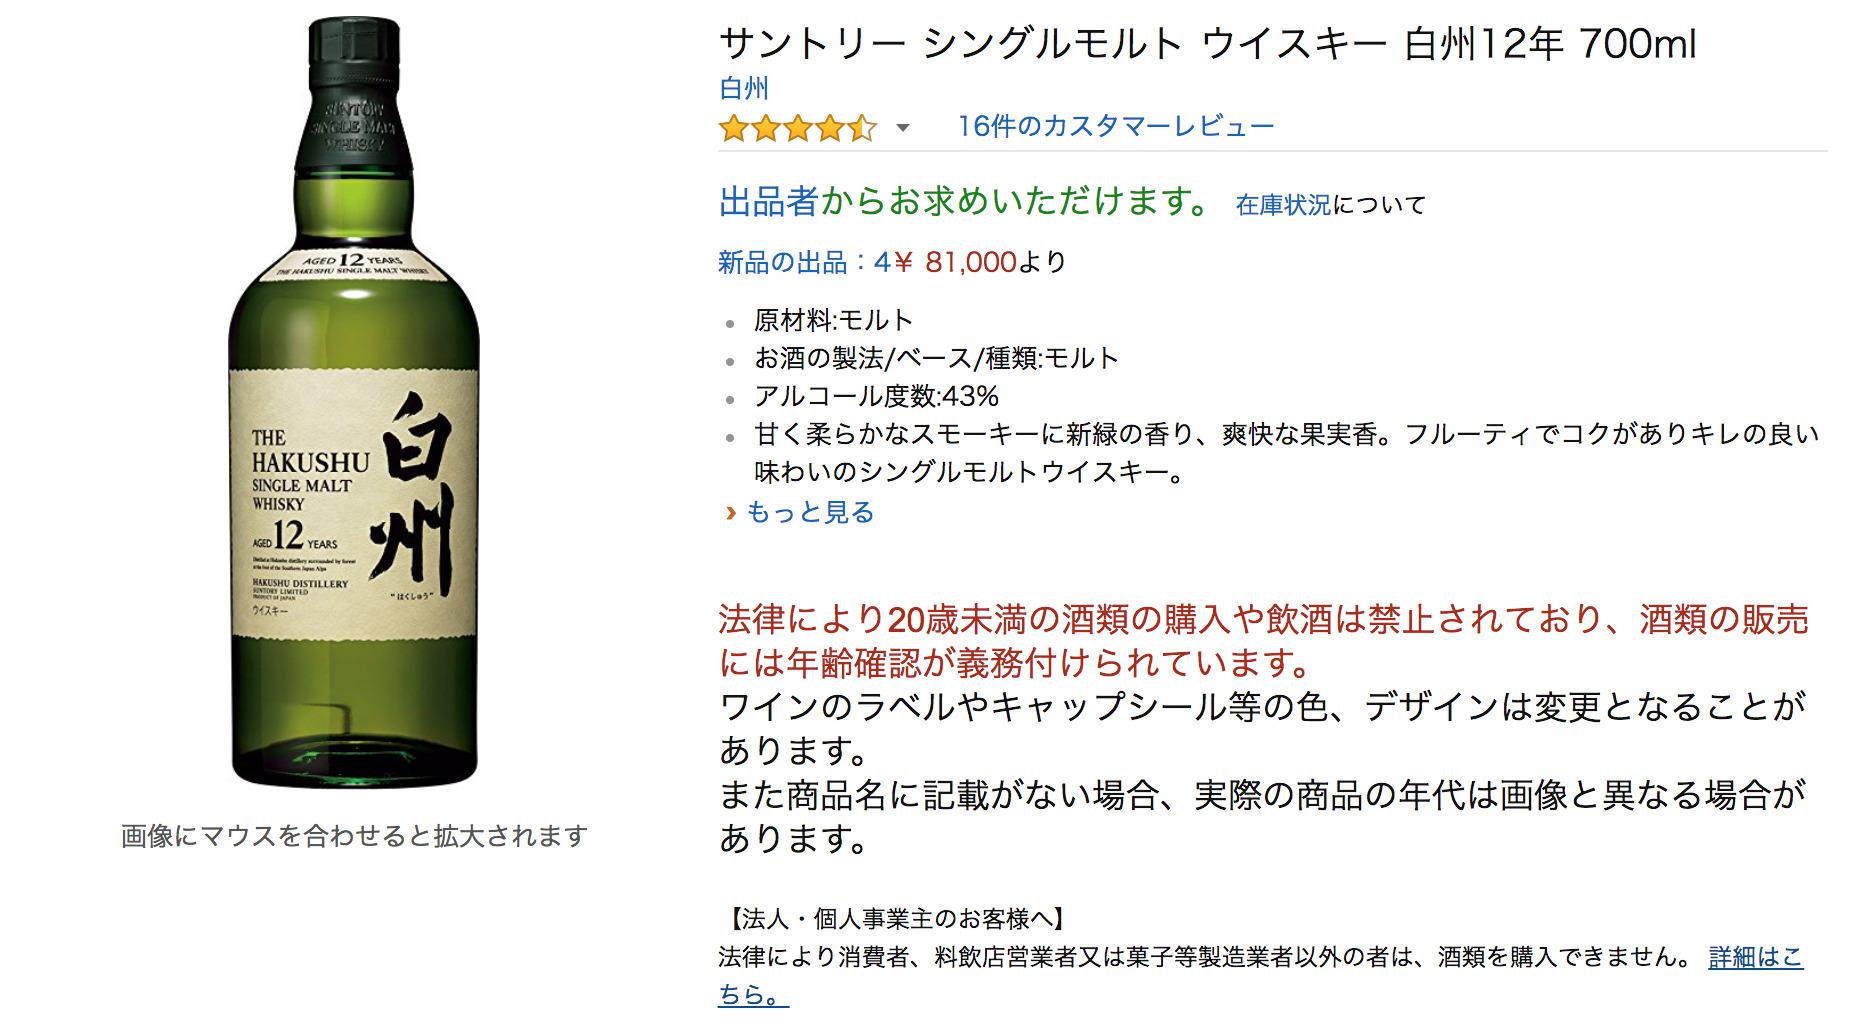 SUNTORY
SINGLE MALT
WHISKY
AGED 12 YEARS
THE HAKUSHU SINGLE MALT WHISKY
THE
HAKUSHU
SINGLE MALT
WHISKY
AGED 12 YEARS
白州
"はくしゅう"
Distilled at Hakushu distillery surrounded by forest
at the foot of the Southern Japan Alps
HAKUSHU DISTILLERY
SUNTORY LIMITED
PRODUCT OF JAPAN
ウイスキー
画像にマウスを合わせると拡大されます
サントリー シングルモルト ウイスキー 白州12年 700ml
白州
16件のカスタマーレビュー
出品者からお求めいただけます。 在庫状況について
新品の出品：4¥ 81,000より
原材料:モルト
お酒の製法/ベース/種類:モルト
アルコール度数:43%
甘く柔らかなスモーキーに新緑の香り、爽快な果実香。フルーティでコクがありキレの良い
味わいのシングルモルトウイスキー。
› もっと見る
法律により20歳未満の酒類の購入や飲酒は禁止されており、酒類の販売
には年齢確認が義務付けられています。
ワインのラベルやキャップシール等の色、デザインは変更となることが
あります。
また商品名に記載がない場合、実際の商品の年代は画像と異なる場合が
あります。
【法人・個人事業主のお客様へ】
法律により消費者、料飲店営業者又は菓子等製造業者以外の者は、酒類を購入できません。 詳細はこ
ちら。